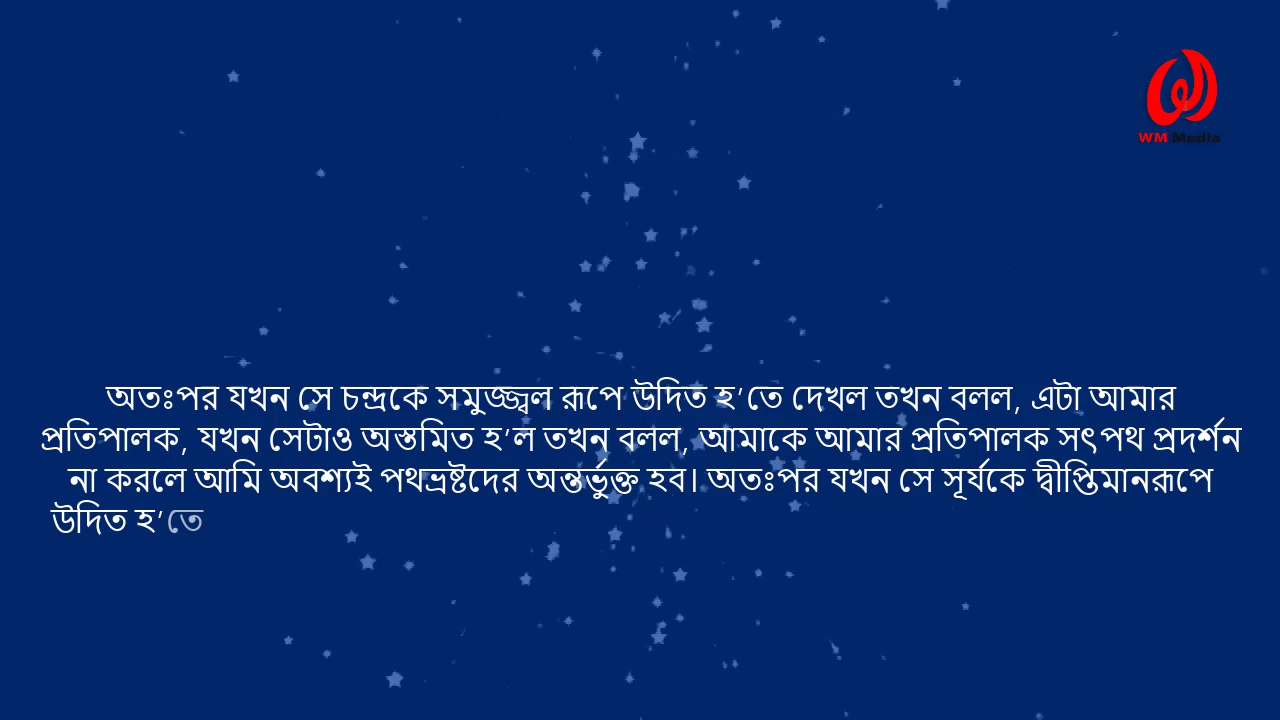 WM Media
অতঃপর যখন সে চন্দ্রকে সমুজ্জ্বল রূপে উদিত হ'তে দেখল তখন বলল, এটা আমার
প্রতিপালক, যখন সেটাও অস্তমিত হ'ল তখন বলল, আমাকে আমার প্রতিপালক সৎপথ প্রদর্শন
না করলে আমি অবশ্যই পথভ্রষ্টদের অন্তর্ভুক্ত হব। অতঃপর যখন সে সূর্যকে দ্বীপ্তিমানরূপে
উদিত হ'তে